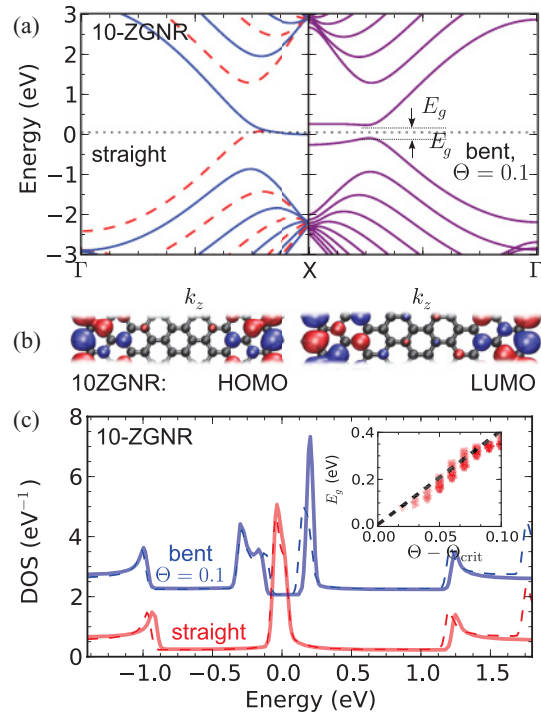 (a)
10-ZGNR
straight
E_g
E_g
bent,
Θ = 0.1
Energy (eV)
3
2
1
0
−1
−2
−3
Γ
X
Γ
k_z
k_z
(b)
10ZGNR: HOMO
LUMO
(c)
10-ZGNR
bent
Θ = 0.1
straight
DOS (eV⁻¹)
8
6
4
2
0
−1.0
−0.5
0.0
0.5
1.0
1.5
Energy (eV)
E_g (eV)
0.4
0.2
0.0
0.00
0.05
0.10
Θ − Θ_crit